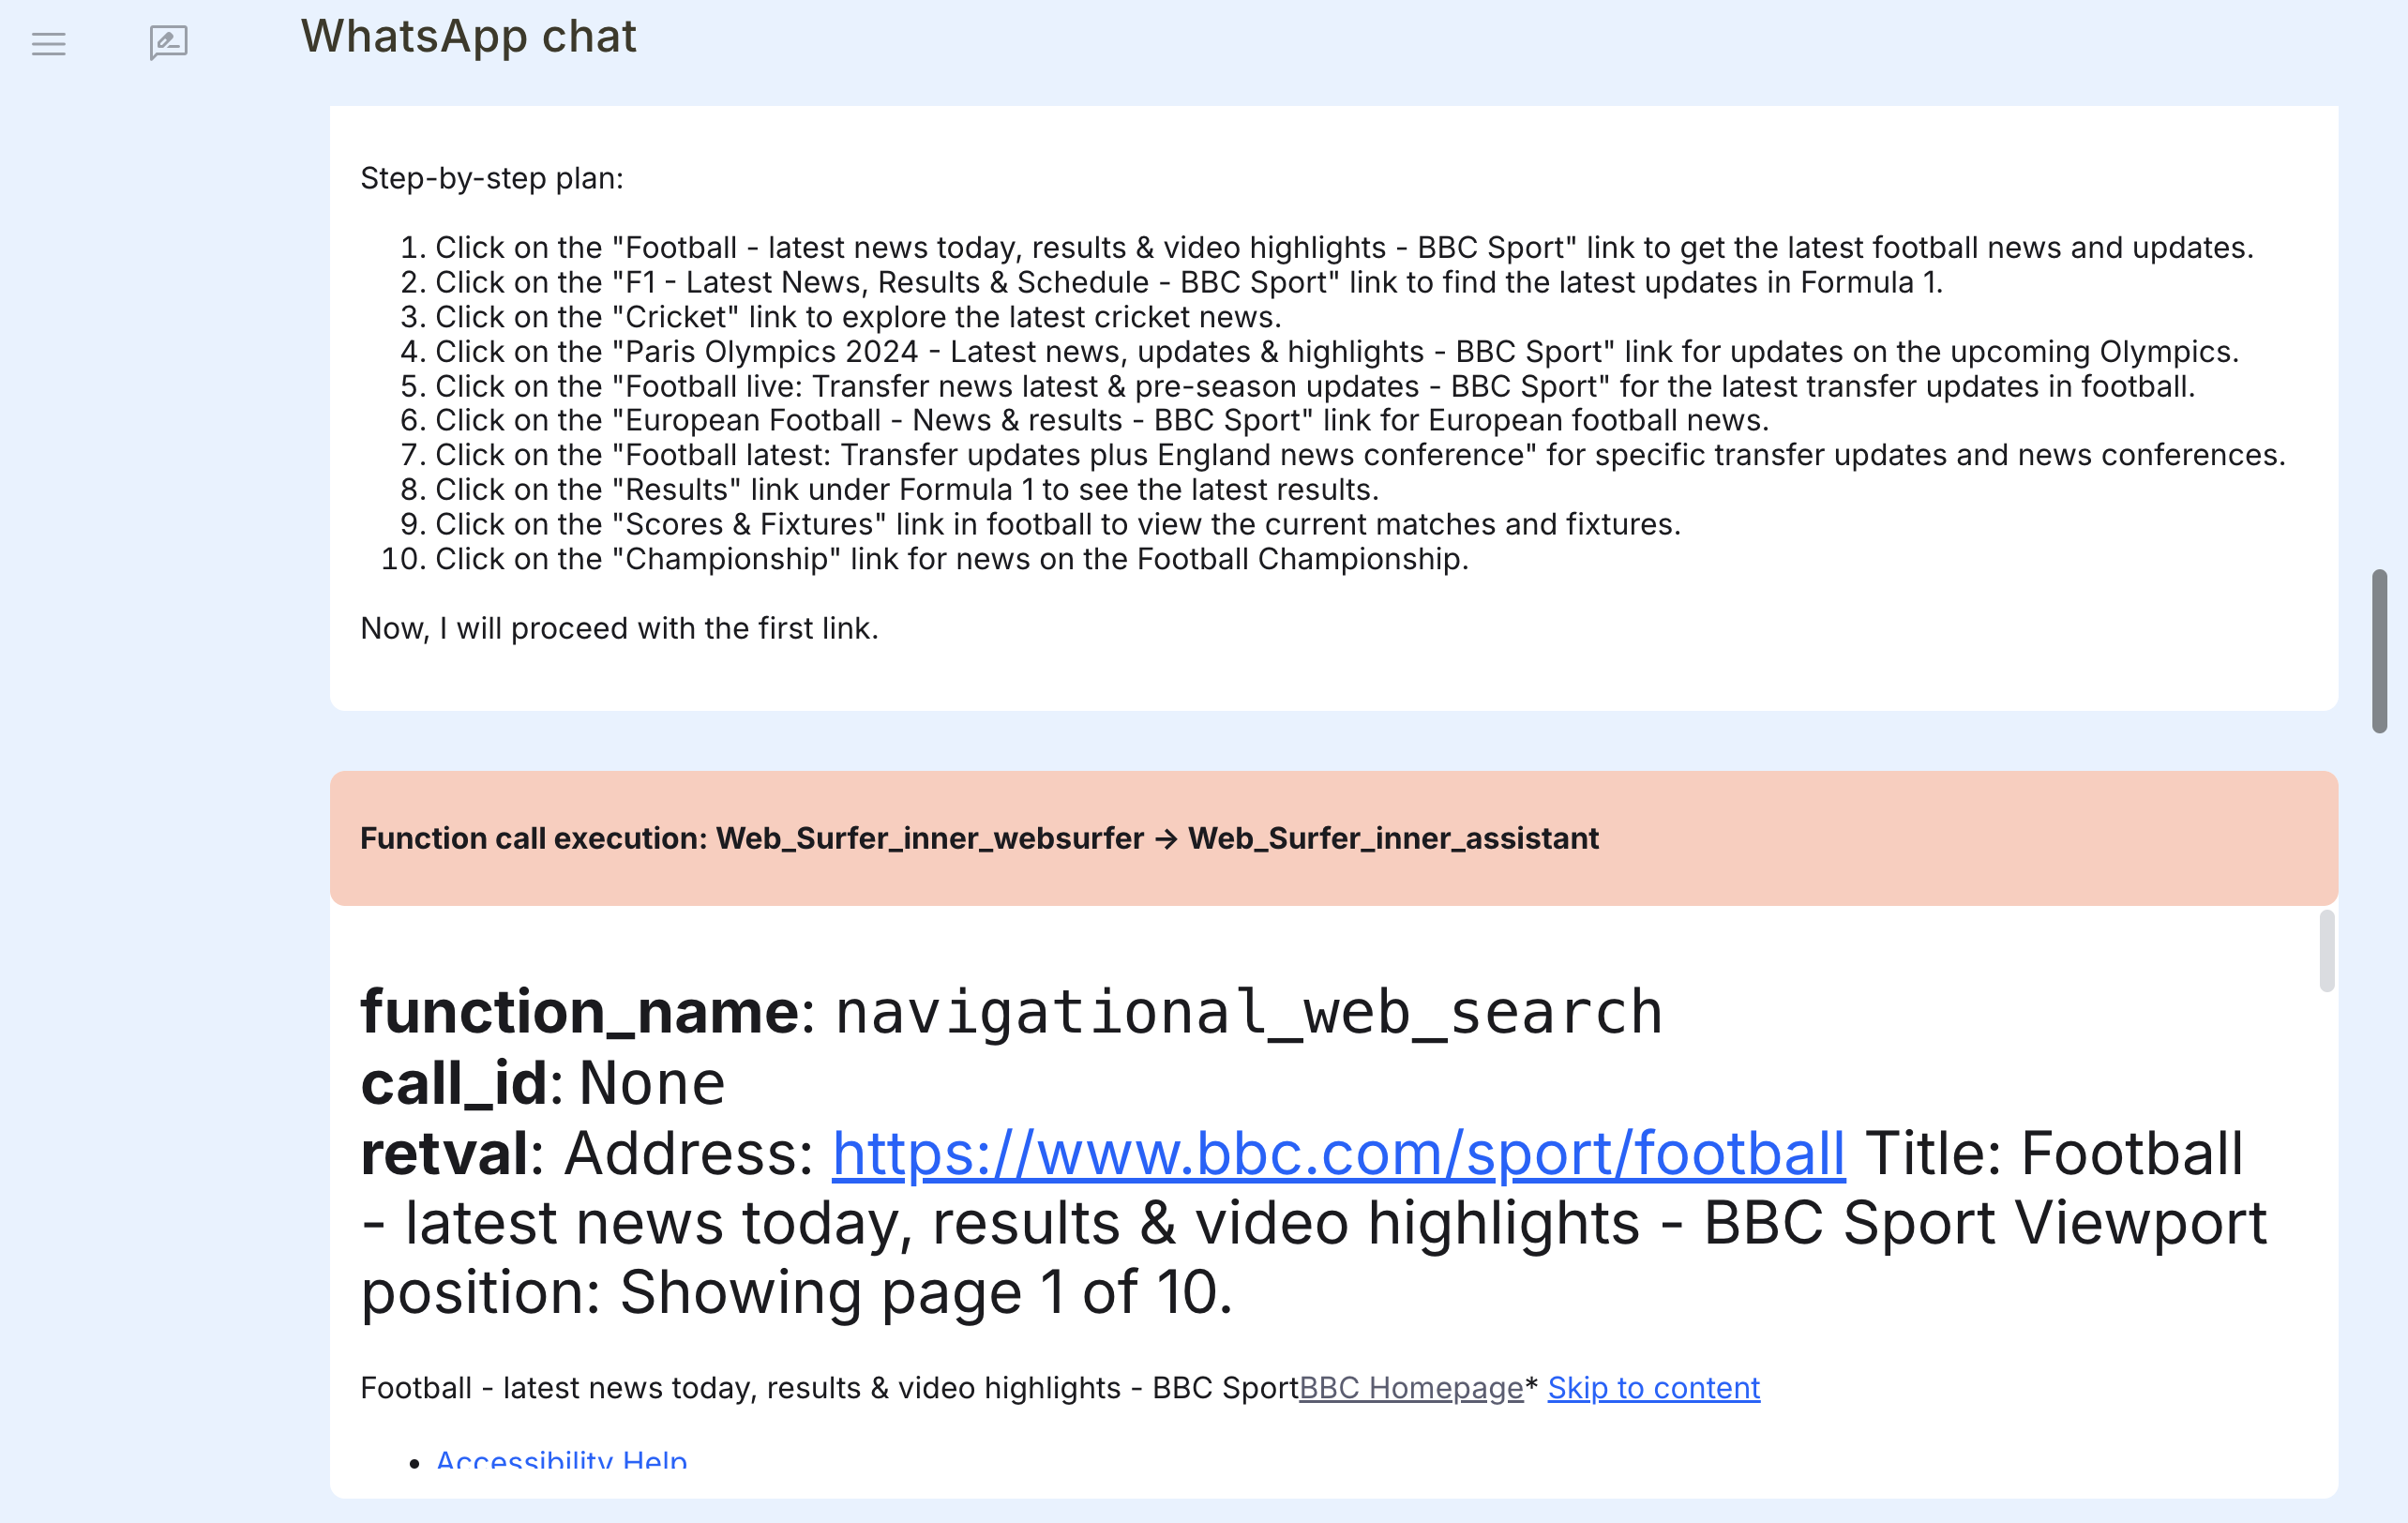 WhatsApp chat
Step-by-step plan:
1. Click on the "Football - latest news today, results & video highlights - BBC Sport" link to get the latest football news and updates.
2. Click on the "F1 - Latest News, Results & Schedule - BBC Sport" link to find the latest updates in Formula 1.
3. Click on the "Cricket" link to explore the latest cricket news.
4. Click on the "Paris Olympics 2024 - Latest news, updates & highlights - BBC Sport" link for updates on the upcoming Olympics.
5. Click on the "Football live: Transfer news latest & pre-season updates - BBC Sport" for the latest transfer updates in football.
6. Click on the "European Football - News & results - BBC Sport" link for European football news.
7. Click on the "Football latest: Transfer updates plus England news conference" for specific transfer updates and news conferences.
8. Click on the "Results" link under Formula 1 to see the latest results.
9. Click on the "Scores & Fixtures" link in football to view the current matches and fixtures.
10. Click on the "Championship" link for news on the Football Championship.
Now, I will proceed with the first link.
Function call execution: Web_Surfer_inner_websurfer → Web_Surfer_inner_assistant
function_name: navigational_web_search
call_id: None
retval: Address: https://www.bbc.com/sport/football Title: Football
- latest news today, results & video highlights - BBC Sport Viewport
position: Showing page 1 of 10.
Football - latest news today, results & video highlights - BBC SportBBC Homepage* Skip to content
• Accessibility Help